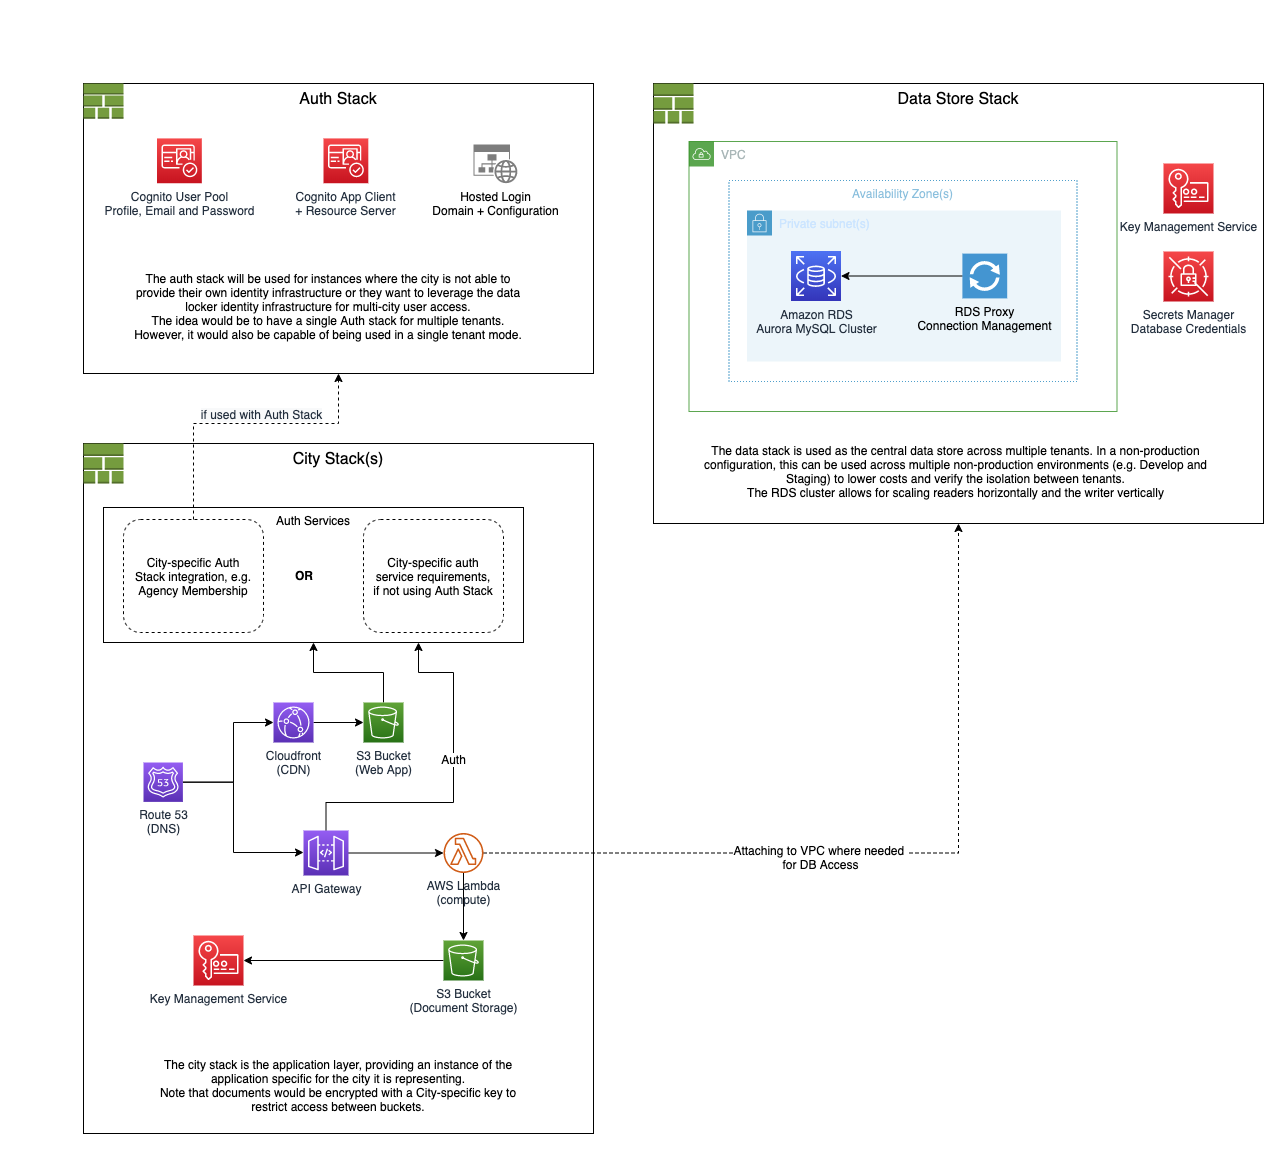 Auth Stack
Cognito User Pool
Profile, Email and Password
Cognito App Client
+ Resource Server
Hosted Login
Domain + Configuration
The auth stack will be used for instances where the city is not able to
provide their own identity infrastructure or they want to leverage the data
locker identity infrastructure for multi-city user access.
The idea would be to have a single Auth stack for multiple tenants.
However, it would also be capable of being used in a single tenant mode.
if used with Auth Stack
City Stack(s)
Auth Services
City-specific Auth
Stack integration, e.g.
Agency Membership
OR
City-specific auth
service requirements,
if not using Auth Stack
Cloudfront
(CDN)
S3 Bucket
(Web App)
Auth
53
Route 53
(DNS)
API Gateway
AWS Lambda
(compute)
Attaching to VPC where needed
for DB Access
Key Management Service
S3 Bucket
(Document Storage)
The city stack is the application layer, providing an instance of the
application specific for the city it is representing.
Note that documents would be encrypted with a City-specific key to
restrict access between buckets.
Data Store Stack
VPC
Availability Zone(s)
Private subnet(s)
Amazon RDS
Aurora MySQL Cluster
RDS Proxy
Connection Management
Key Management Service
Secrets Manager
Database Credentials
The data stack is used as the central data store across multiple tenants. In a non-production
configuration, this can be used across multiple non-production environments (e.g. Develop and
Staging) to lower costs and verify the isolation between tenants.
The RDS cluster allows for scaling readers horizontally and the writer vertically